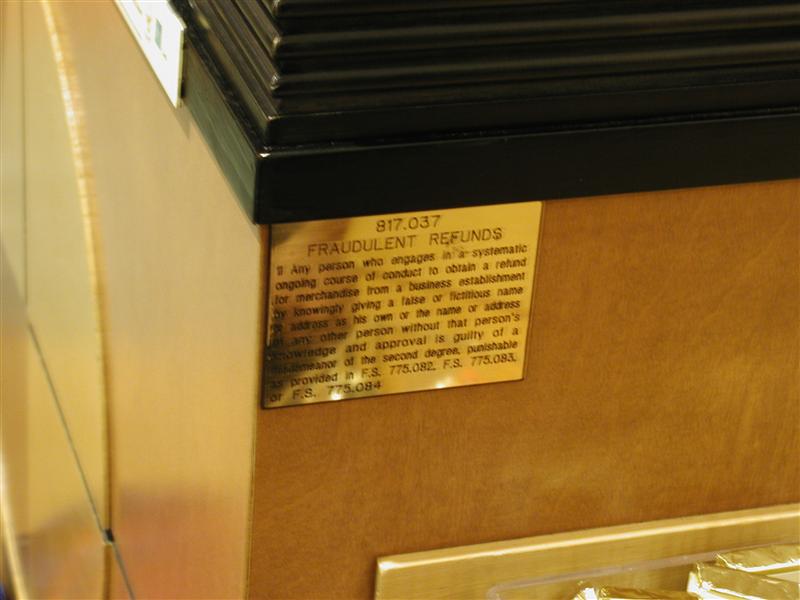 817.037
FRAUDULENT REFUNDS
1) Any person who engages in a systematic
ongoing course of conduct to obtain a refund
for merchandise from a business establishment
by knowingly giving a false or fictitious name
or address as his own or the name or address
of any other person without that person's
knowledge and approval is guilty of a
misdemeanor of the second degree, punishable
as provided in F.S. 775.082, F.S. 775.083,
or F.S. 775.084